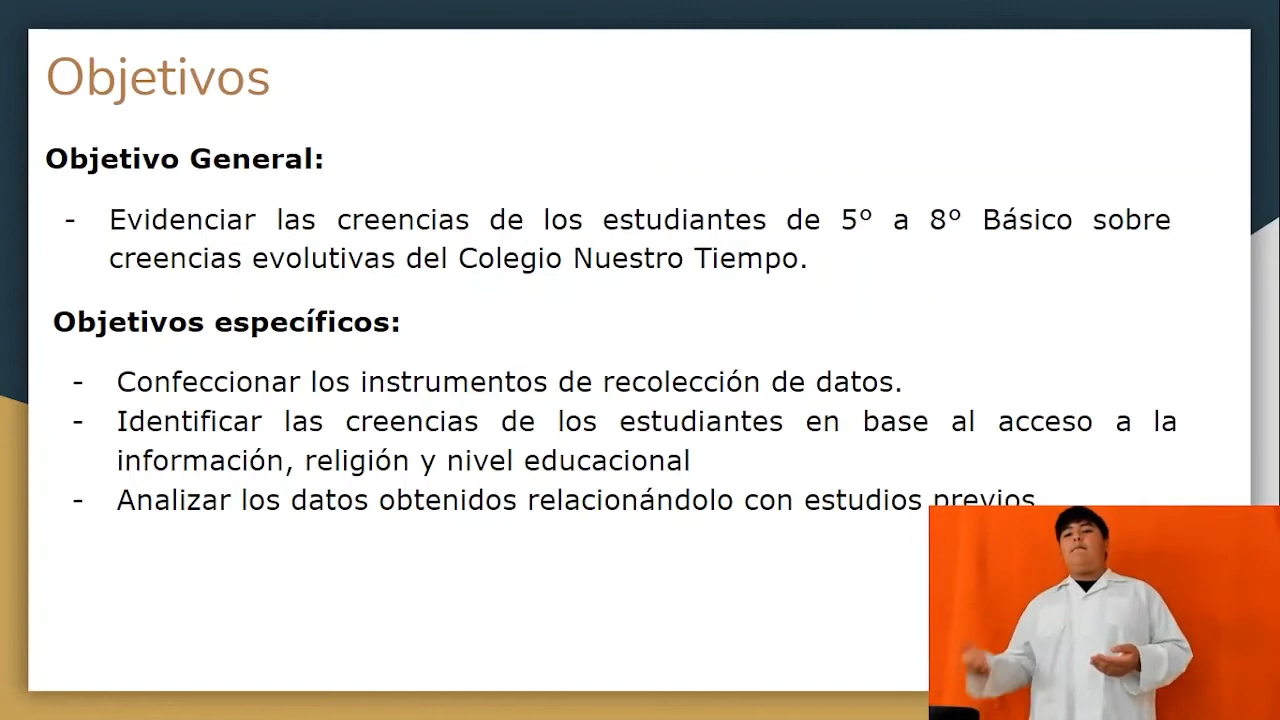 Objetivos
Objetivo General:
- Evidenciar las creencias de los estudiantes de 5º a 8º Básico sobre
creencias evolutivas del Colegio Nuestro Tiempo.
Objetivos específicos:
- Confeccionar los instrumentos de recolección de datos.
- Identificar las creencias de los estudiantes en base al acceso a la
información, religión y nivel educacional
- Analizar los datos obtenidos relacionándolo con estudios previos